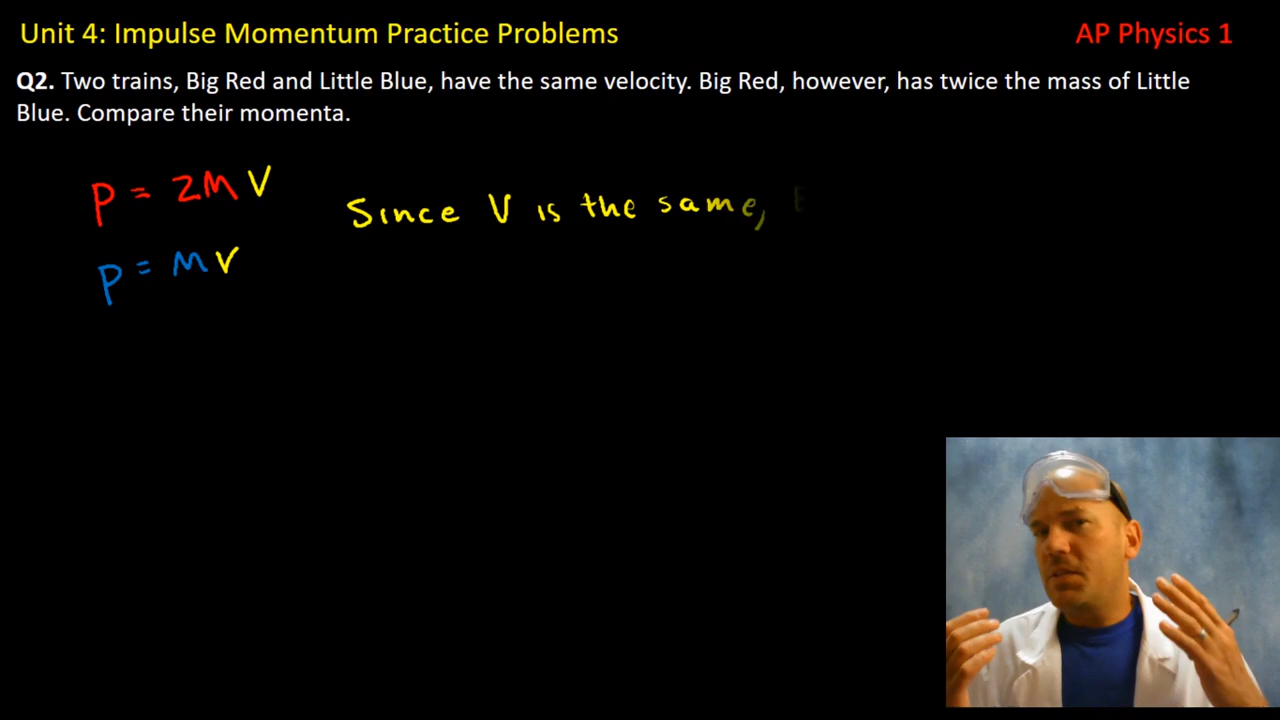 Unit 4: Impulse Momentum Practice Problems
AP Physics 1
Q2. Two trains, Big Red and Little Blue, have the same velocity. Big Red, however, has twice the mass of Little
Blue. Compare their momenta.
P = 2M V
Since V is the same,
P = M V